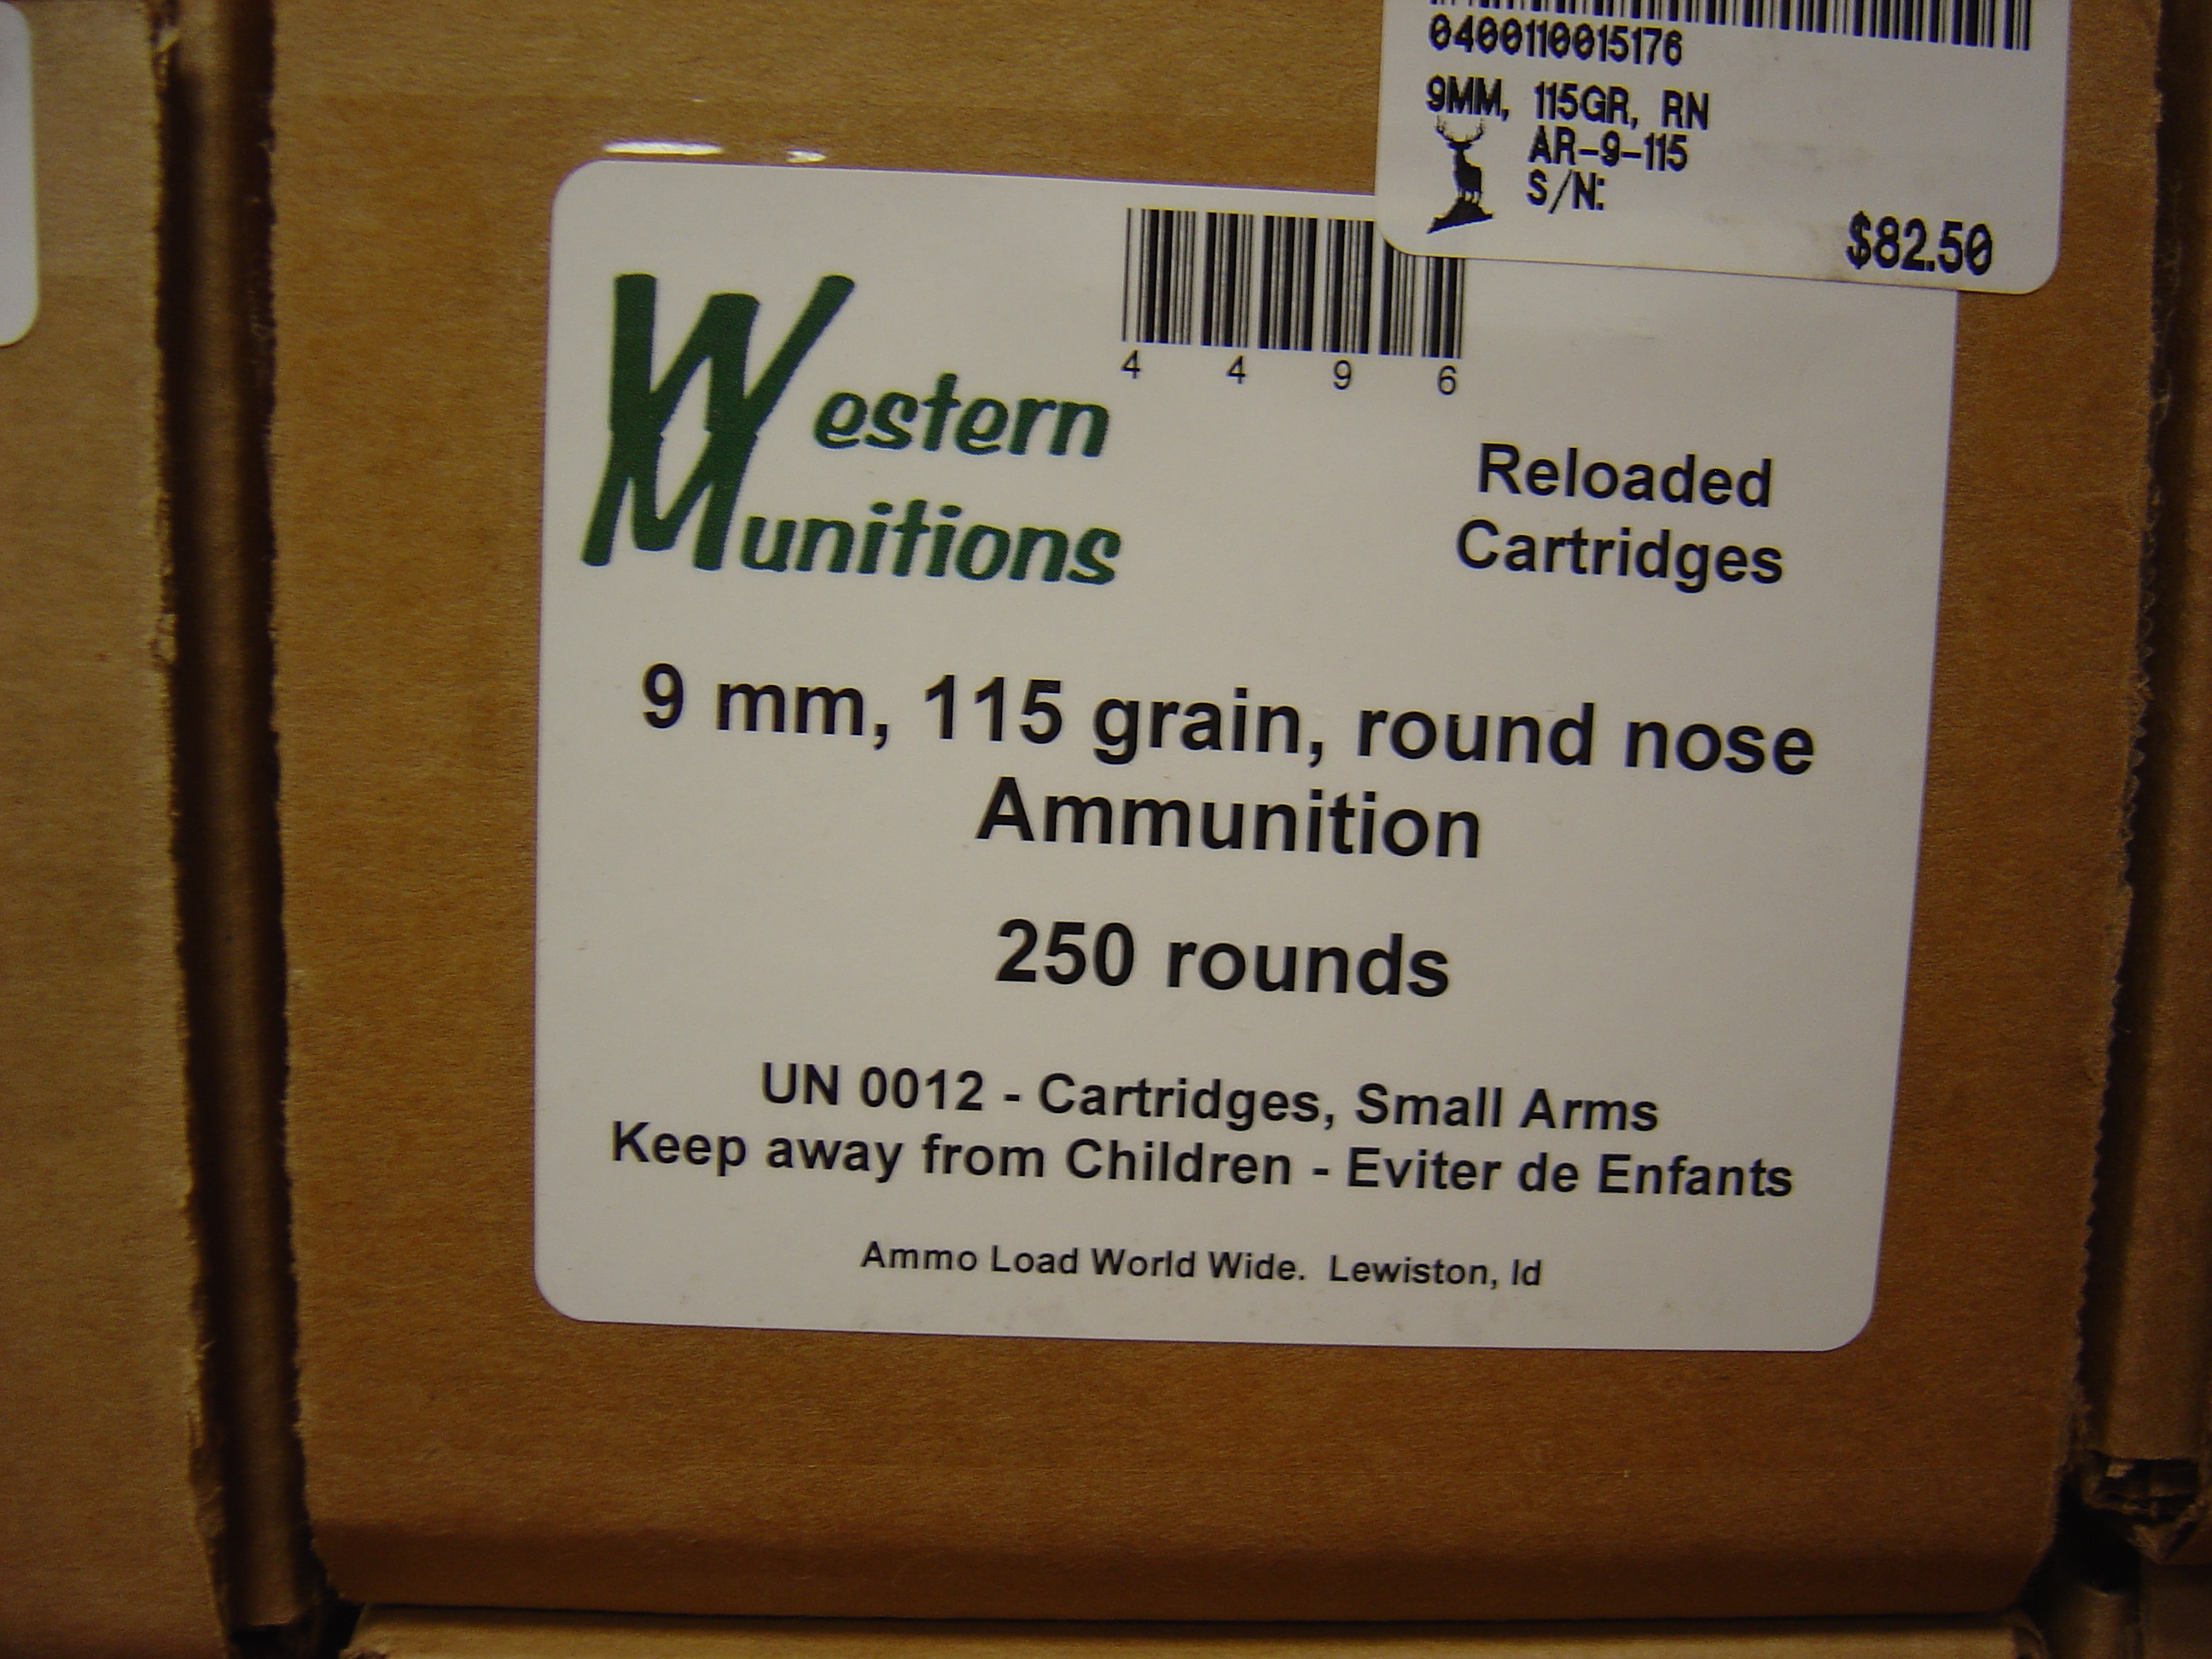 0400110015176
9MM, 115GR, RN
AR-9-115
S/N:
$82.50
4 4 9 6
Western
Munitions
Reloaded
Cartridges
9 mm, 115 grain, round nose
Ammunition
250 rounds
UN 0012 - Cartridges, Small Arms
Keep away from Children - Eviter de Enfants
Ammo Load World Wide. Lewiston, Id